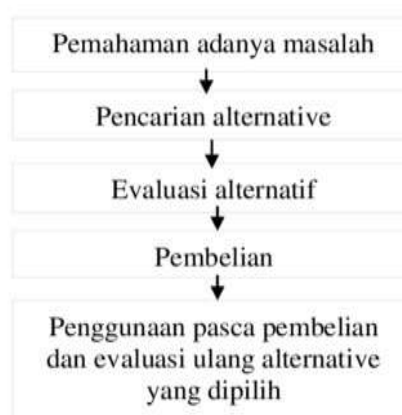 Pemahaman adanya masalah
Pencarian alternative
Evaluasi alternatif
Pembelian
Penggunaan pasca pembelian
dan evaluasi ulang alternative
yang dipilih